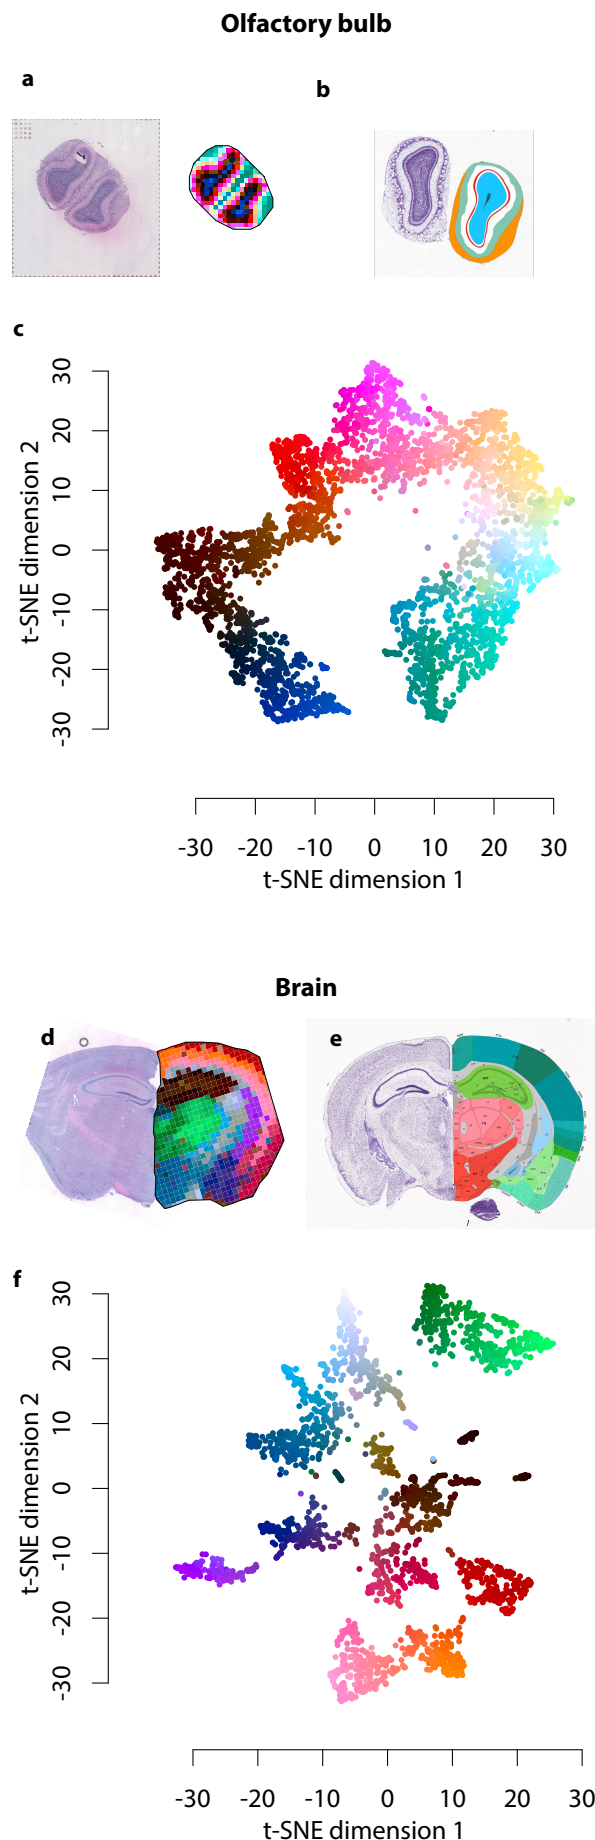 Olfactory bulb
a
b
c
30
20
10
0
-10
-20
-30
t-SNE dimension 2
-30 -20 -10 0 10 20 30
t-SNE dimension 1
Brain
d
e
f
30
20
10
0
-10
-20
-30
t-SNE dimension 2
-30 -20 -10 0 10 20 30
t-SNE dimension 1